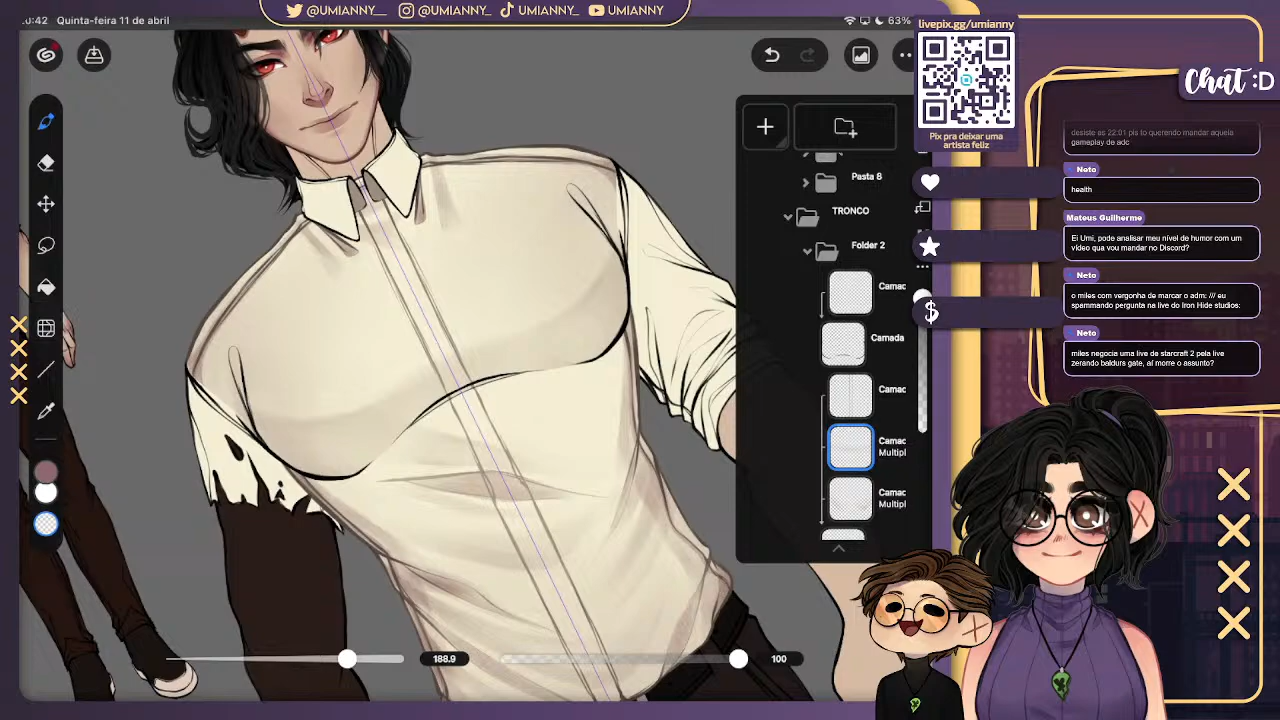 :42 Quinta-feira 11 de abril
@UMIANNY__
@UMIANNY_
UMIANNY_
UMIANNY
63%
livepix.gg/umianny
Pix pra deixar uma
artista feliz
Chat :D
desiste as 22:01 pls to querendo mandar aquela
gameplay de adc
Neto
health
Mateus Guilherme
Ei Umi, pode analisar meu nível de humor com um
vídeo qua vou mandar no Discord?
Neto
o miles com vergonha de marcar o adm: /// eu
spammando pergunta na live do Iron Hide studios:
Neto
miles negocia uma live de starcraft 2 pela live
zerando baldurs gate, aí morre o assunto?
Pasta 8
TRONCO
Folder 2
Camac
Camada
Camac
Camac
Multipl
Camac
Multipl
188.9
100